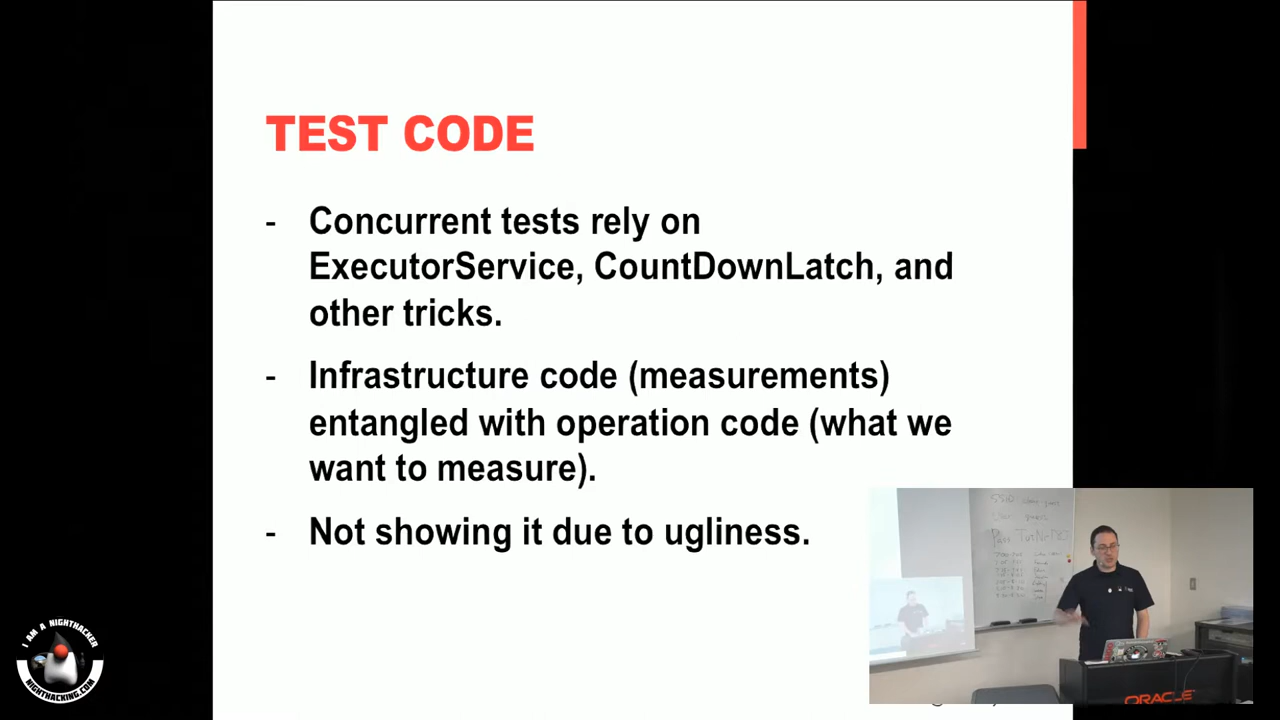 TEST CODE
- Concurrent tests rely on
ExecutorService, CountDownLatch, and
other tricks.
- Infrastructure code (measurements)
entangled with operation code (what we
want to measure).
- Not showing it due to ugliness.
I AM A NIGHTHACKER
NIGHTHACKING.COM
ORACLE